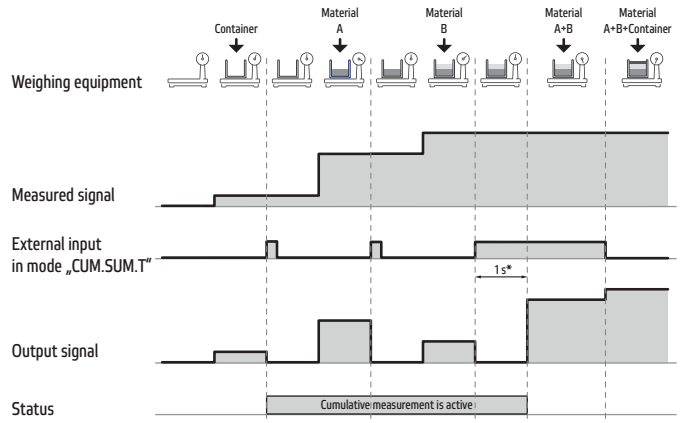 Container
Material
A
Material
B
Material
A+B
Material
A+B+Container
Weighing equipment
Measured signal
External input
in mode „CUM.SUM.T“
1 s*
Output signal
Status
Cumulative measurement is active